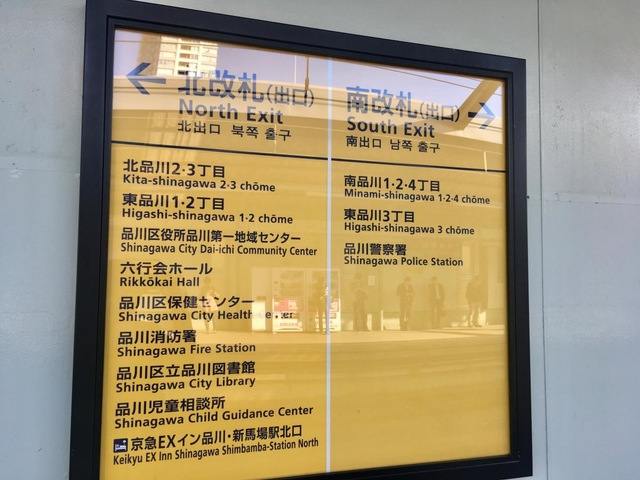 北改札(出口)
North Exit
北出口 북쪽 출구
北品川2・3丁目
Kita-shinagawa 2·3 chōme
東品川1・2丁目
Higashi-shinagawa 1·2 chōme
品川区役所品川第一地域センター
Shinagawa City Dai-ichi Community Center
六行会ホール
Rikkōkai Hall
品川区保健センター
Shinagawa City Health Center
品川消防署
Shinagawa Fire Station
品川区立品川図書館
Shinagawa City Library
品川児童相談所
Shinagawa Child Guidance Center
京急EXイン品川・新馬場駅北口
Keikyu EX Inn Shinagawa Shimbamba-Station North
南改札(出口)
South Exit
南出口 남쪽 출구
南品川1・2・4丁目
Minami-shinagawa 1·2·4 chōme
東品川3丁目
Higashi-shinagawa 3 chōme
品川警察署
Shinagawa Police Station